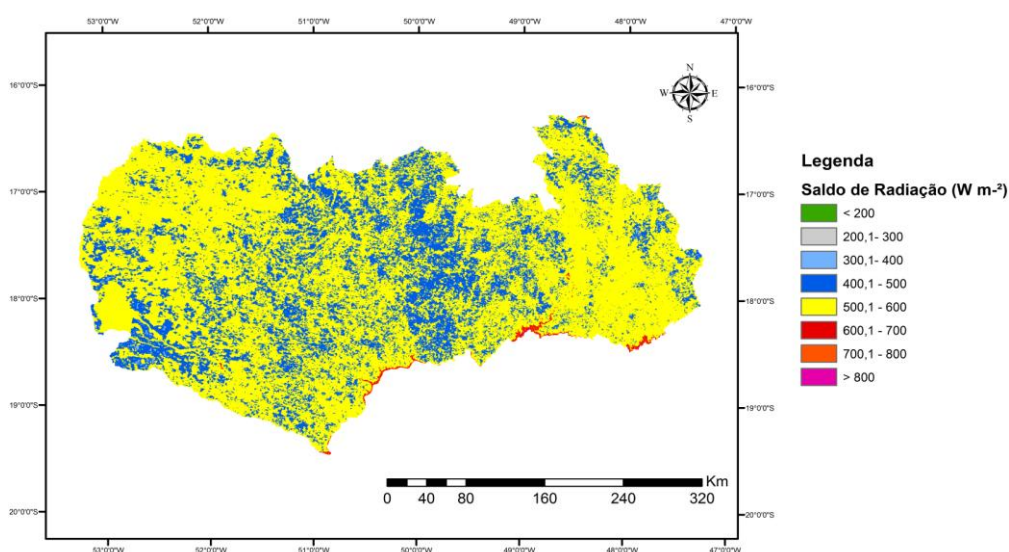 53°0'0"W 52°0'0"W 51°0'0"W 50°0'0"W 49°0'0"W 48°0'0"W 47°0'0"W
16°0'0"S 16°0'0"S
N
W E
S
17°0'0"S 17°0'0"S
18°0'0"S 18°0'0"S
19°0'0"S 19°0'0"S
20°0'0"S 20°0'0"S
Km
0 40 80 160 240 320
53°0'0"W 52°0'0"W 51°0'0"W 50°0'0"W 49°0'0"W 48°0'0"W 47°0'0"W
Legenda
Saldo de Radiação (W m-²)
< 200
200,1- 300
300,1- 400
400,1 - 500
500,1 - 600
600,1 - 700
700,1 - 800
> 800